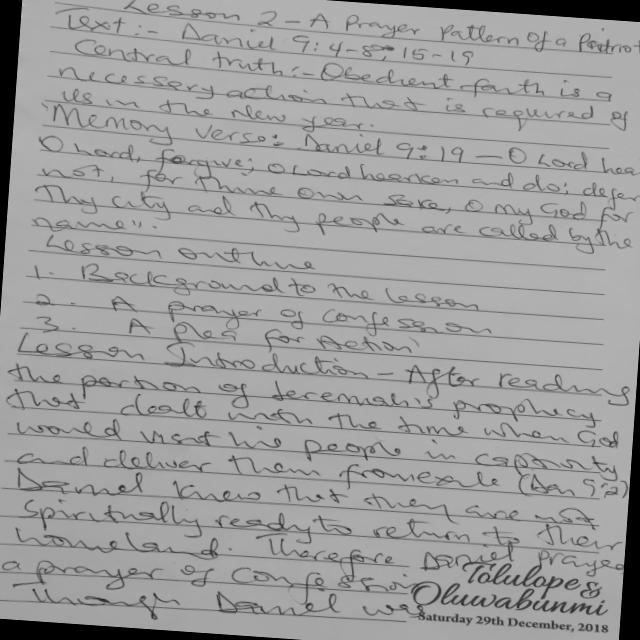 Lesson 2 - A Prayer Pattern of a Patriot
Text:- Daniel 9:4-8; 15-19
Central truth:- Obedient faith is a
necessary action that is required of
us in the New year.
Memory Verse: Daniel 9:19 - O Lord hear
O Lord, forgive; O Lord hearken and do; defer
not, for thine own sake, O my God for
Thy city and thy people are called by the
name".
Lesson outline
1. Background to the lesson
2. A prayer of Confession
3. A plea for Action
Lesson Introduction - After reading
the portion of Jeremiah's prophecy
that dealt with the time when God
would visit his people in captivity
and deliver them from exile (Dan 9:2)
Daniel knew that they are not
spiritually ready to return to their
homeland. Therefore Daniel prayed
a prayer of Confession
Through Daniel was
Tolulope &
Oluwabunmi
Saturday 29th December, 2018